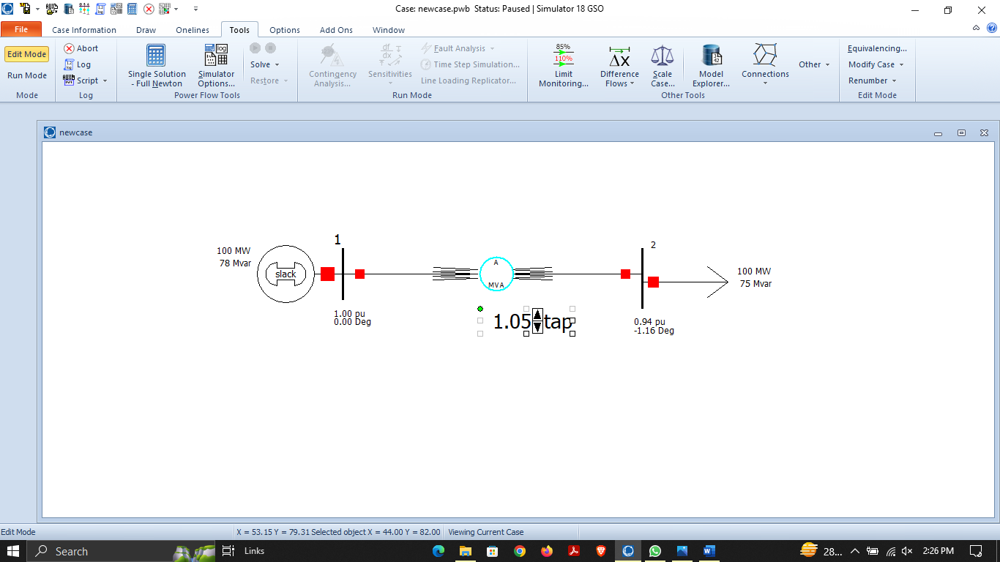 Case: newcase.pwb Status: Paused | Simulator 18 GSO
File Case Information Draw Onelines Tools Options Add Ons Window
Edit Mode
Run Mode
Mode
Abort
Log
Script
Log
Single Solution
- Full Newton
Simulator
Options...
Solve
Restore
Power Flow Tools
Contingency
Analysis...
Sensitivities
Fault Analysis
Time Step Simulation...
Line Loading Replicator...
Run Mode
85%
110%
Limit
Monitoring...
Difference
Flows
Scale
Case...
Model
Explorer...
Connections
Other
Other Tools
Equivalencing...
Modify Case
Renumber
Edit Mode
newcase
100 MW
78 Mvar
slack
1
1.00 pu
0.00 Deg
A
MVA
1.05 tap
2
0.94 pu
-1.16 Deg
100 MW
75 Mvar
Edit Mode X = 53.15 Y = 79.31 Selected object X = 44.00 Y = 82.00 Viewing Current Case
Search Links 28... 2:26 PM